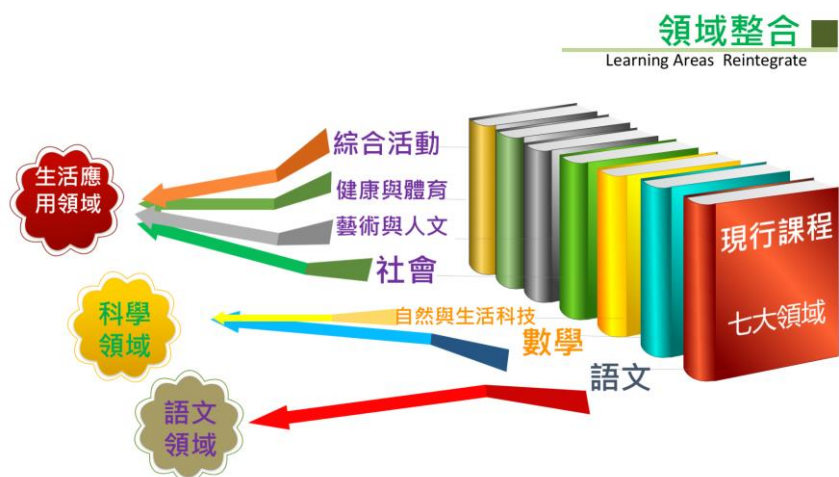 領域整合
Learning Areas Reintegrate
綜合活動
健康與體育
藝術與人文
社會
自然與生活科技
數學
語文
現行課程
七大領域
生活應
用領域
科學
領域
語文
領域